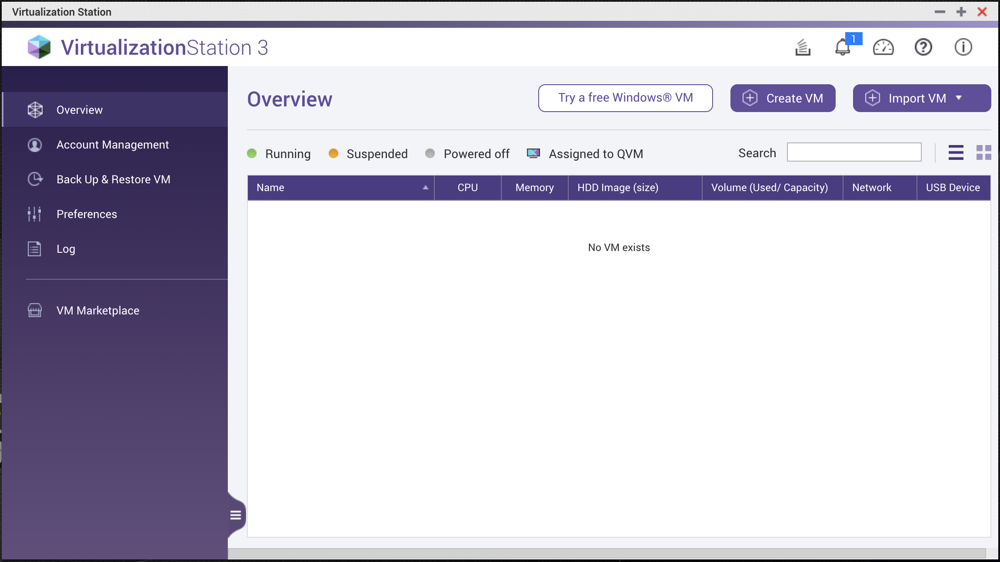 Virtualization Station
VirtualizationStation 3
1
Overview
Account Management
Back Up & Restore VM
Preferences
Log
VM Marketplace
Overview
Try a free Windows® VM
Create VM
Import VM
Running
Suspended
Powered off
Assigned to QVM
Search
Name
CPU
Memory
HDD Image (size)
Volume (Used/ Capacity)
Network
USB Device
No VM exists